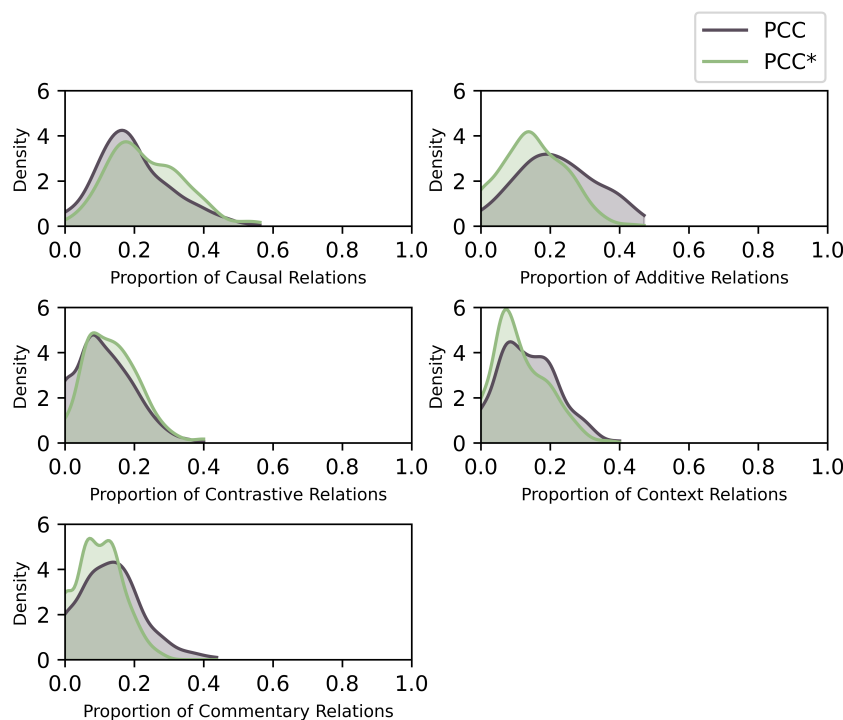 PCC
PCC*
6
4
2
0
Density
0.0 0.2 0.4 0.6 0.8 1.0
Proportion of Causal Relations
6
4
2
0
Density
0.0 0.2 0.4 0.6 0.8 1.0
Proportion of Additive Relations
6
4
2
0
Density
0.0 0.2 0.4 0.6 0.8 1.0
Proportion of Contrastive Relations
6
4
2
0
Density
0.0 0.2 0.4 0.6 0.8 1.0
Proportion of Context Relations
6
4
2
0
Density
0.0 0.2 0.4 0.6 0.8 1.0
Proportion of Commentary Relations